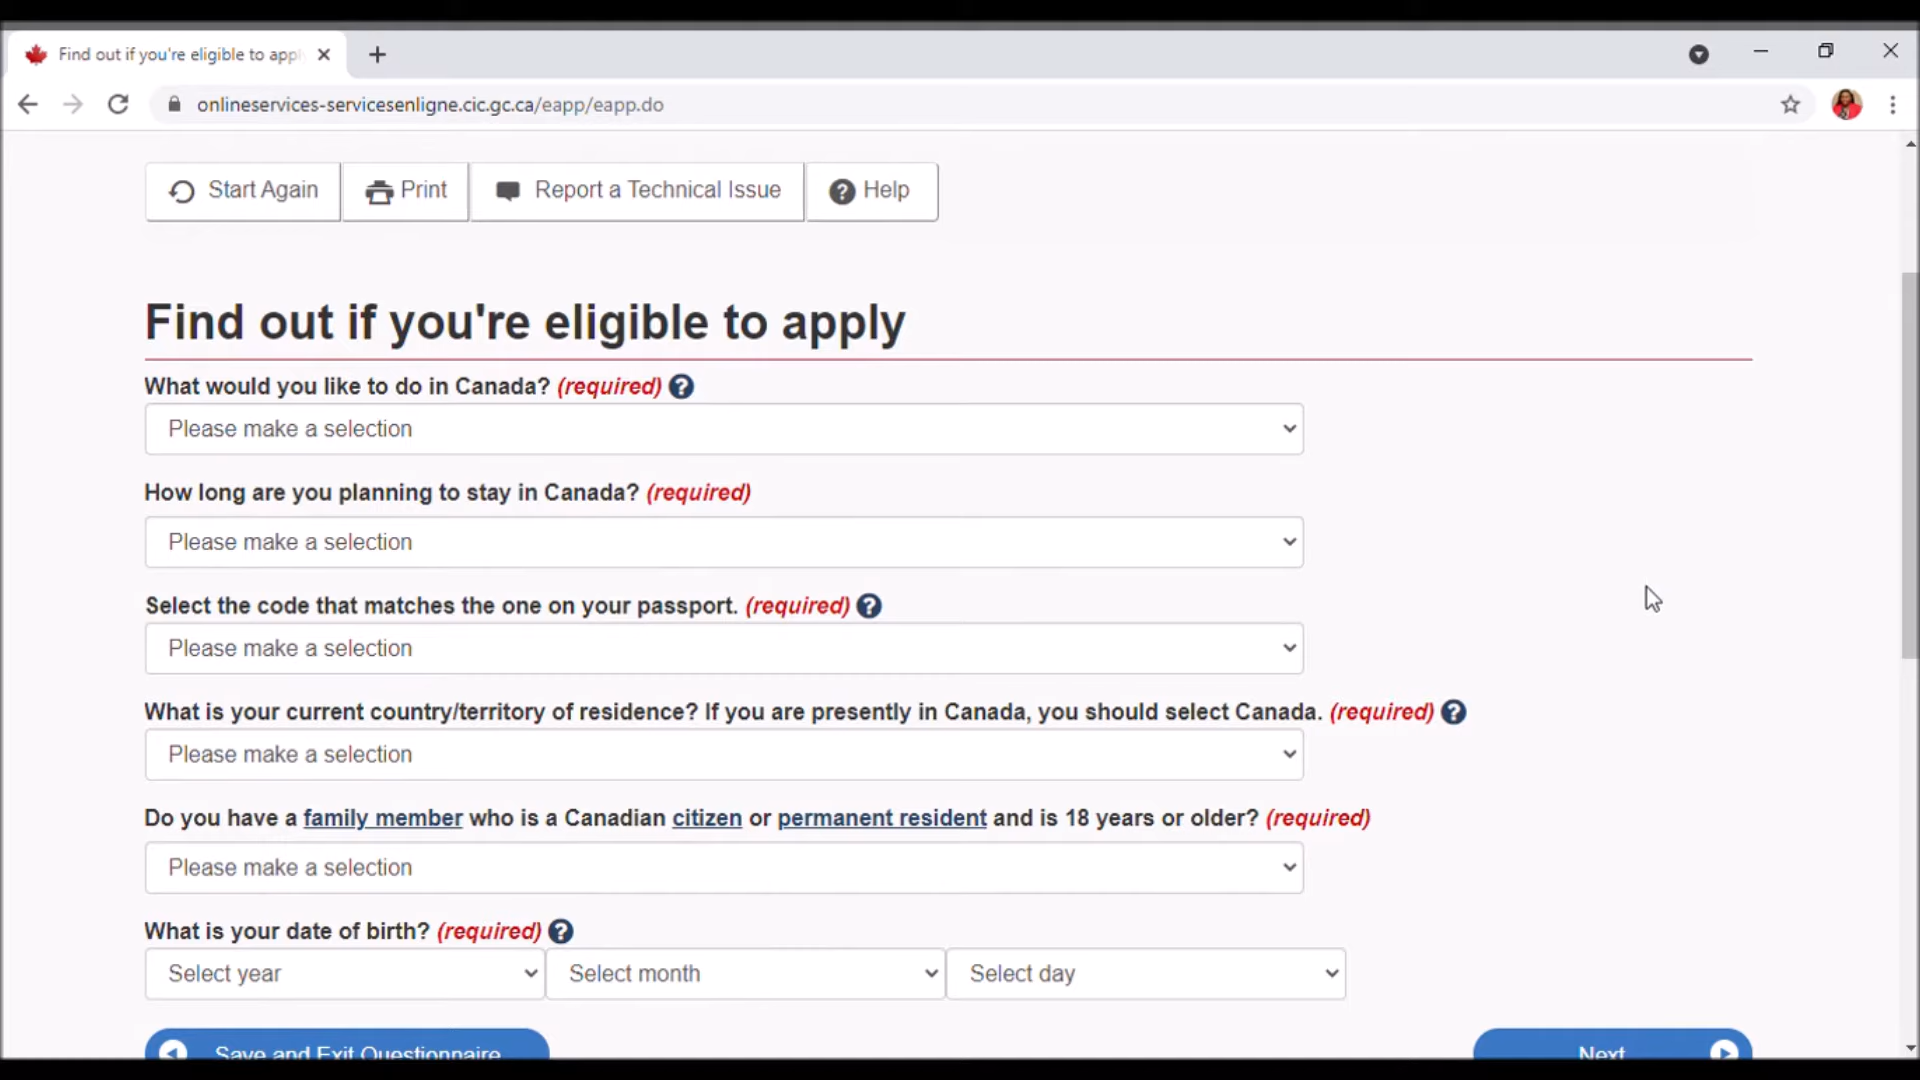 Find out if you're eligible to app
onlineservices-servicesenligne.cic.gc.ca/eapp/eapp.do
Start Again
Print
Report a Technical Issue
Help
Find out if you're eligible to apply
What would you like to do in Canada? (required)
Please make a selection
How long are you planning to stay in Canada? (required)
Please make a selection
Select the code that matches the one on your passport. (required)
Please make a selection
What is your current country/territory of residence? If you are presently in Canada, you should select Canada. (required)
Please make a selection
Do you have a family member who is a Canadian citizen or permanent resident and is 18 years or older? (required)
Please make a selection
What is your date of birth? (required)
Select year Select month Select day
Save and Exit Questionnaire
Next